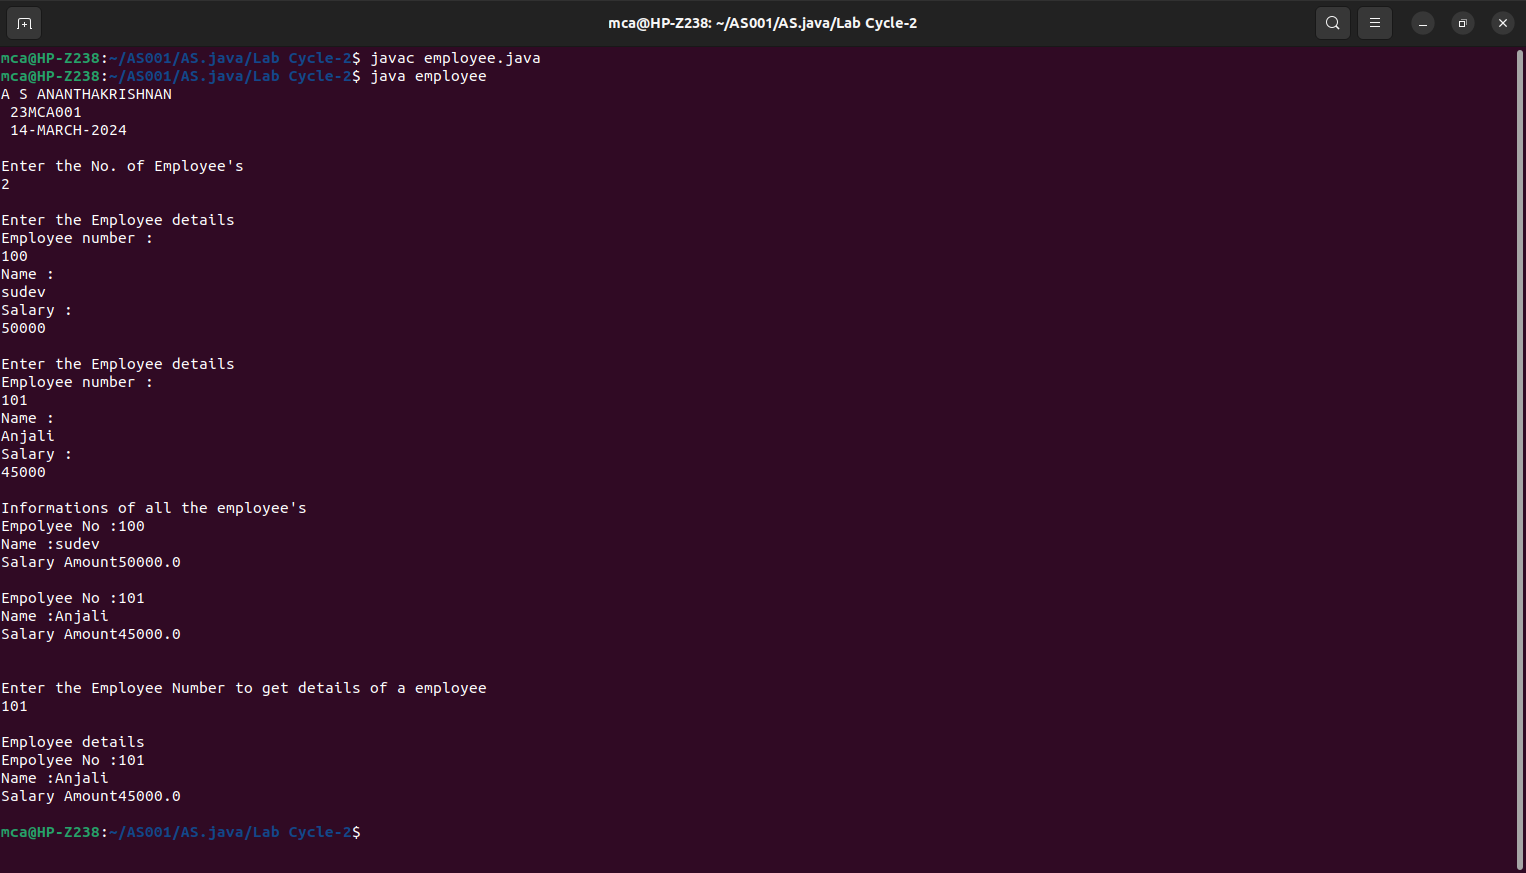 mca@HP-Z238: ~/AS001/AS.java/Lab Cycle-2
mca@HP-Z238:~/AS001/AS.java/Lab Cycle-2$ javac employee.java
mca@HP-Z238:~/AS001/AS.java/Lab Cycle-2$ java employee
A S ANANTHAKRISHNAN
 23MCA001
 14-MARCH-2024
Enter the No. of Employee's
2
Enter the Employee details
Employee number :
100
Name :
sudev
Salary :
50000
Enter the Employee details
Employee number :
101
Name :
Anjali
Salary :
45000
Informations of all the employee's
Empolyee No :100
Name :sudev
Salary Amount50000.0
Empolyee No :101
Name :Anjali
Salary Amount45000.0
Enter the Employee Number to get details of a employee
101
Employee details
Empolyee No :101
Name :Anjali
Salary Amount45000.0
mca@HP-Z238:~/AS001/AS.java/Lab Cycle-2$